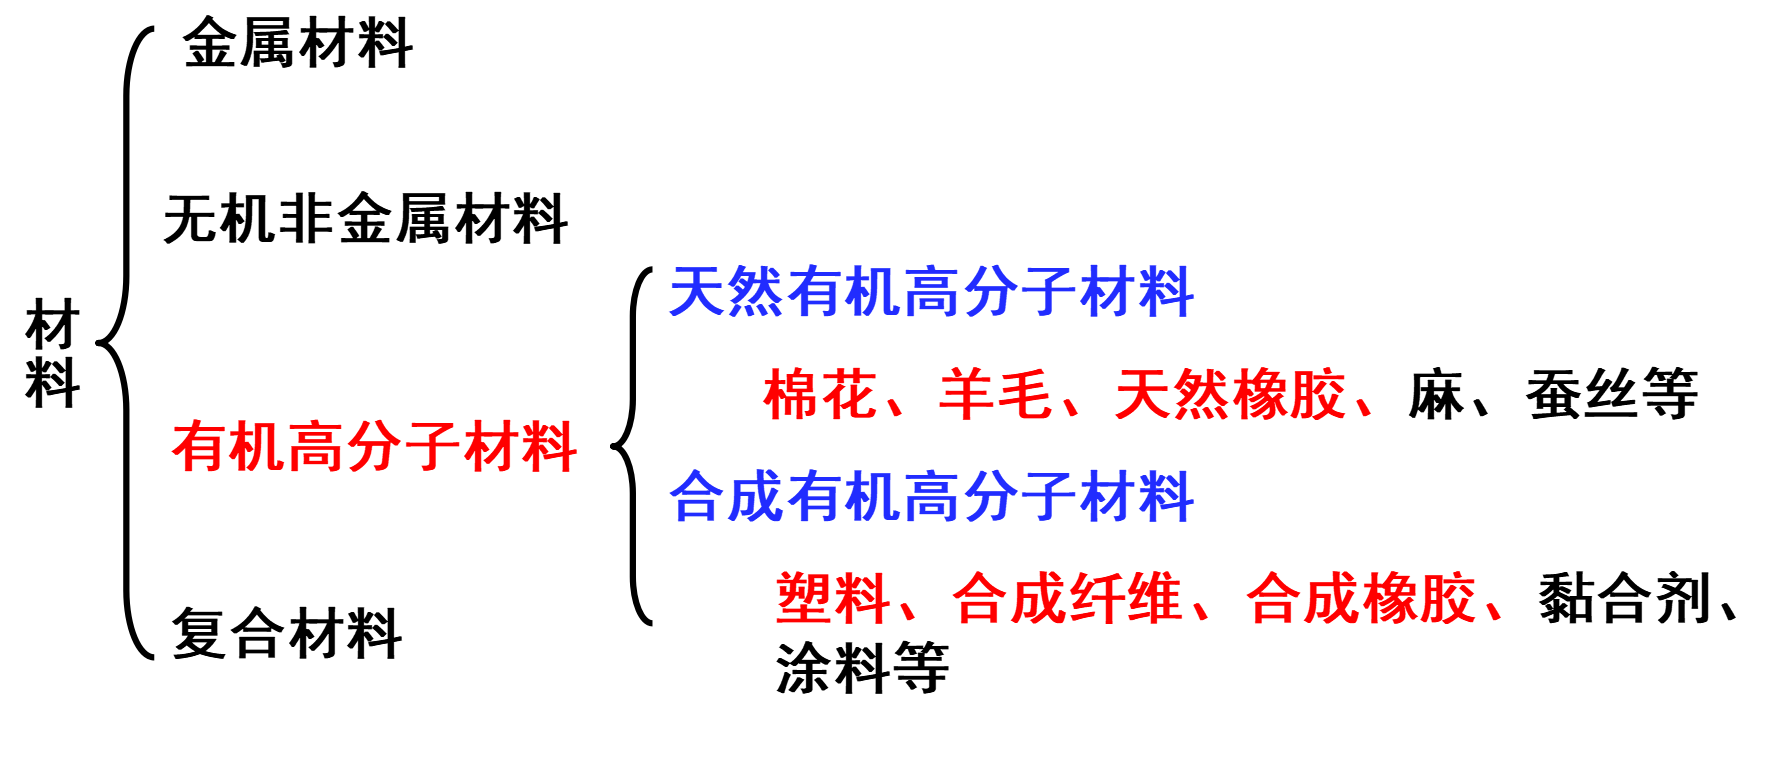 材料
金属材料
无机非金属材料
有机高分子材料
天然有机高分子材料
棉花、羊毛、天然橡胶、麻、蚕丝等
合成有机高分子材料
塑料、合成纤维、合成橡胶、黏合剂、
涂料等
复合材料